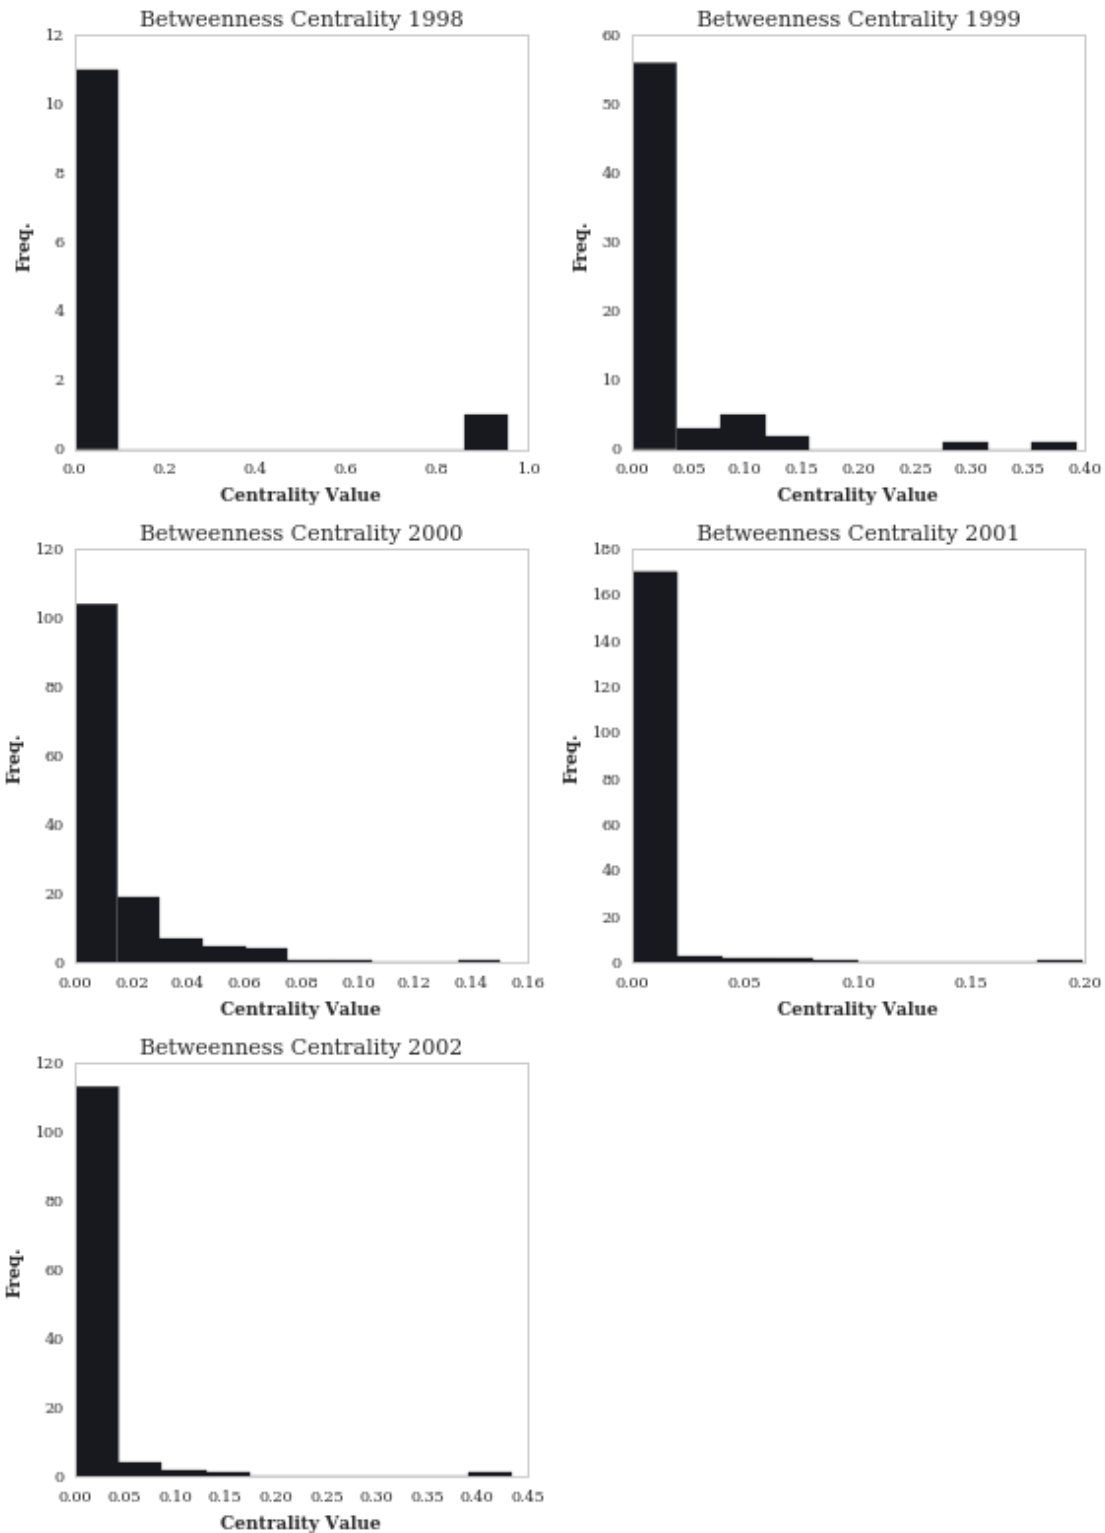 Betweenness Centrality 1998
12
10
8
6
4
2
0
Freq.
0.0 0.2 0.4 0.6 0.8 1.0
Centrality Value
Betweenness Centrality 1999
60
50
40
30
20
10
0
Freq.
0.00 0.05 0.10 0.15 0.20 0.25 0.30 0.35 0.40
Centrality Value
Betweenness Centrality 2000
120
100
80
60
40
20
0
Freq.
0.00 0.02 0.04 0.06 0.08 0.10 0.12 0.14 0.16
Centrality Value
Betweenness Centrality 2001
180
160
140
120
100
80
60
40
20
0
Freq.
0.00 0.05 0.10 0.15 0.20
Centrality Value
Betweenness Centrality 2002
120
100
80
60
40
20
0
Freq.
0.00 0.05 0.10 0.15 0.20 0.25 0.30 0.35 0.40 0.45
Centrality Value